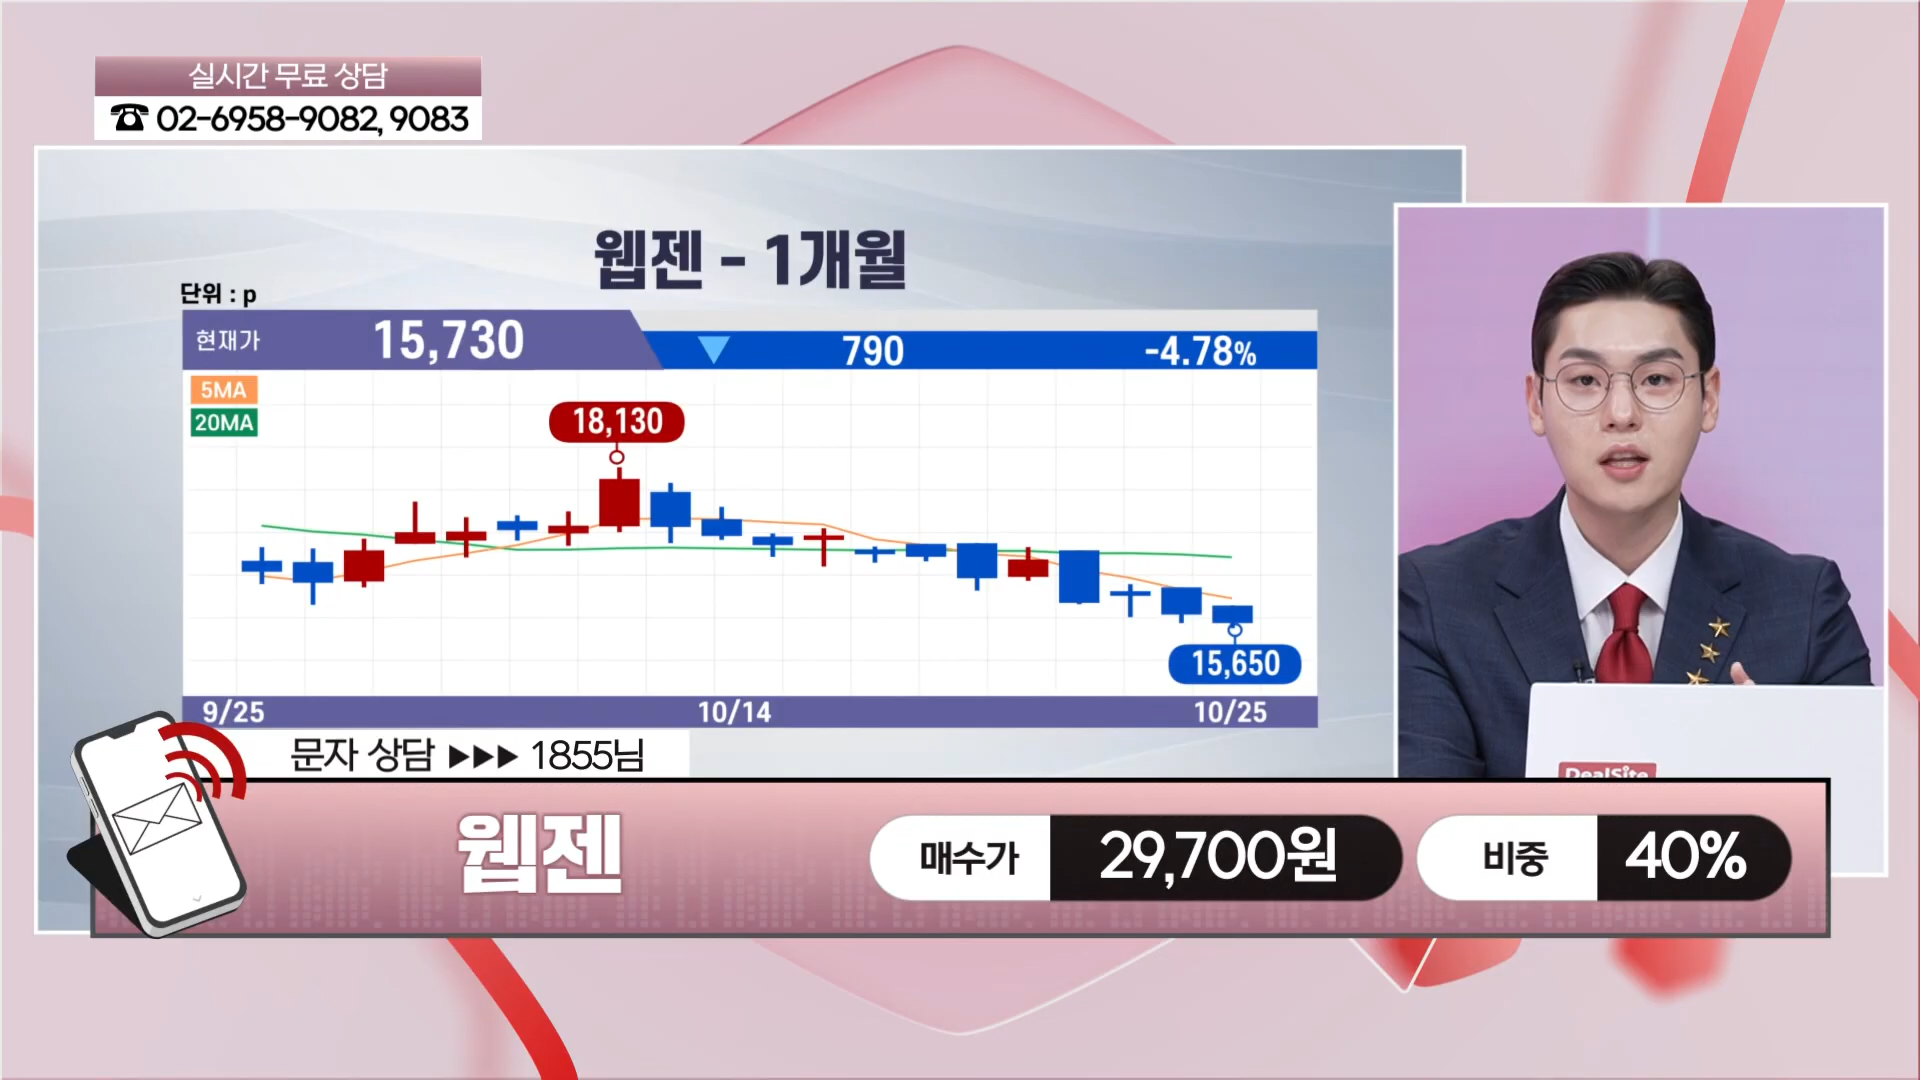 실시간 무료 상담
☎ 02-6958-9082, 9083
웹젠 - 1개월
단위 : p
현재가 15,730 ▼ 790 -4.78%
5MA
20MA
18,130
15,650
9/25 10/14 10/25
문자 상담 ▶▶▶ 1855님
웹젠 매수가 29,700원 비중 40%
DealSite